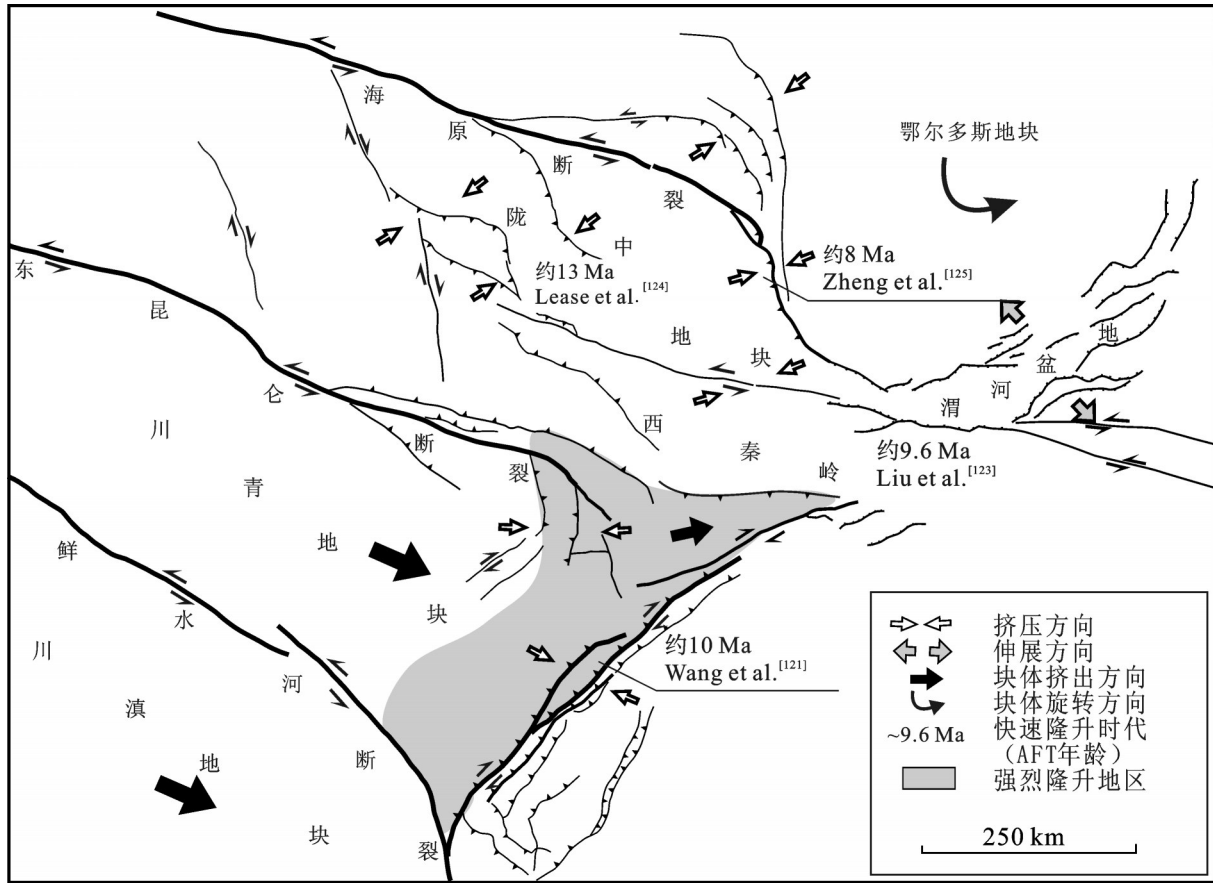 海原断裂
鄂尔多斯地块
陇中地块
约13 Ma
Lease et al.[124]
约8 Ma
Zheng et al.[125]
东昆仑断裂
渭河盆地
西秦岭
约9.6 Ma
Liu et al.[123]
川青地块
鲜水河断裂
约10 Ma
Wang et al.[121]
川滇地块
挤压方向
伸展方向
块体挤出方向
块体旋转方向
~9.6 Ma
快速隆升时代
（AFT年龄）
强烈隆升地区
250 km